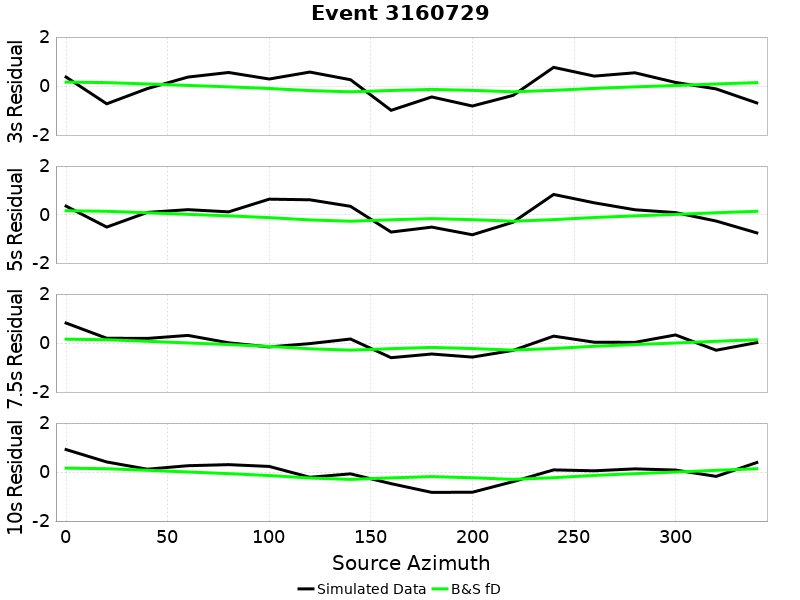 Event 3160729
3s Residual
2
0
-2
5s Residual
2
0
-2
7.5s Residual
2
0
-2
10s Residual
2
0
-2
0 50 100 150 200 250 300
Source Azimuth
Simulated Data B&S fD